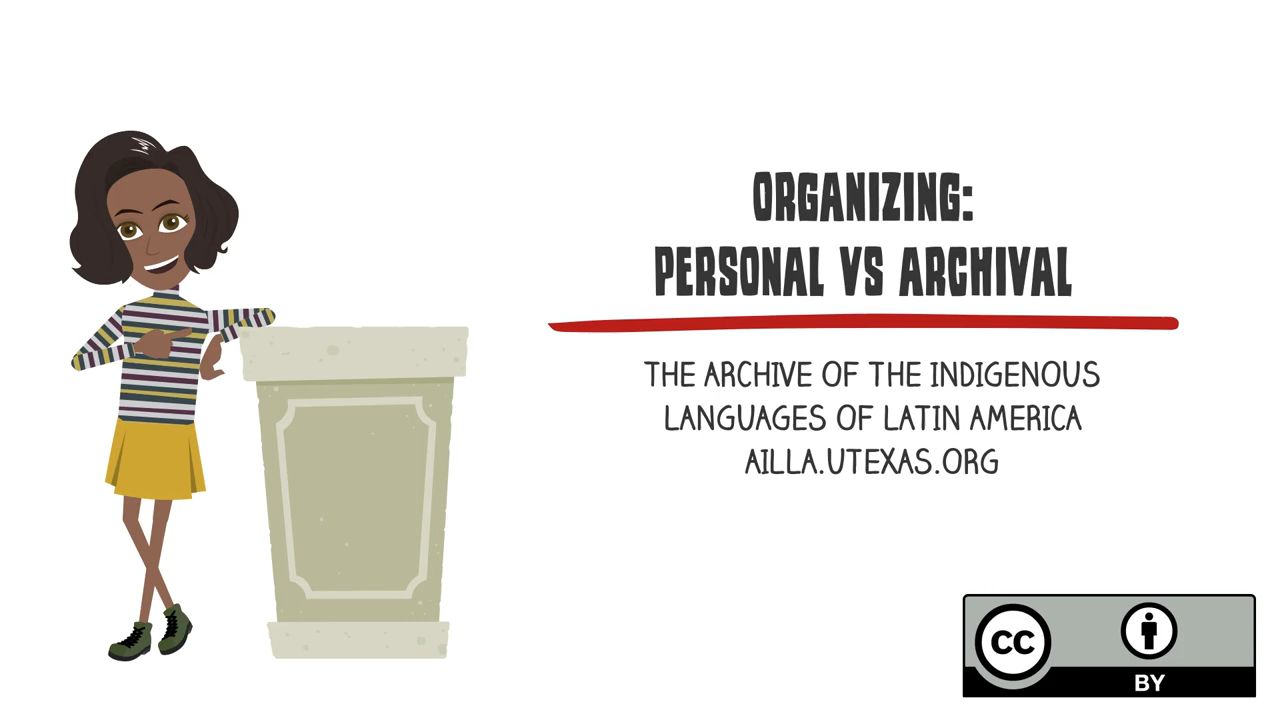 ORGANIZING:
PERSONAL VS ARCHIVAL
THE ARCHIVE OF THE INDIGENOUS
LANGUAGES OF LATIN AMERICA
AILLA.UTEXAS.ORG
CC
BY